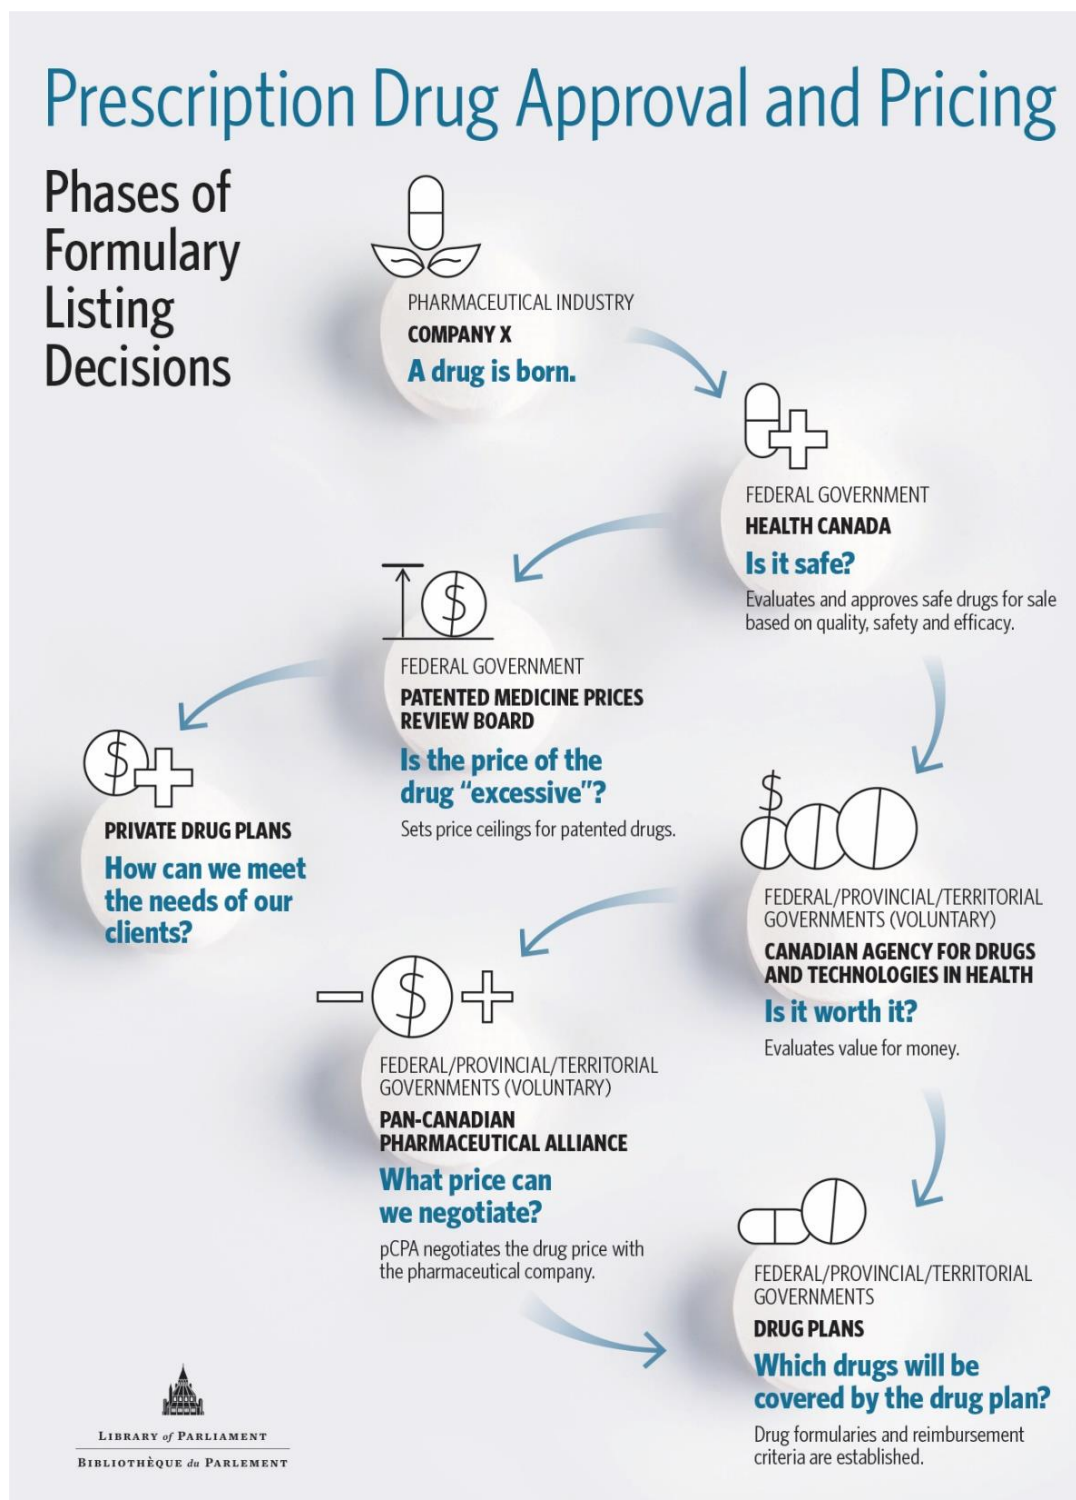 Prescription Drug Approval and Pricing
Phases of
Formulary
Listing
Decisions
PHARMACEUTICAL INDUSTRY
COMPANY X
A drug is born.
FEDERAL GOVERNMENT
HEALTH CANADA
Is it safe?
Evaluates and approves safe drugs for sale
based on quality, safety and efficacy.
$
FEDERAL GOVERNMENT
PATENTED MEDICINE PRICES
REVIEW BOARD
Is the price of the
drug “excessive”?
Sets price ceilings for patented drugs.
$
PRIVATE DRUG PLANS
How can we meet
the needs of our
clients?
$
FEDERAL/PROVINCIAL/TERRITORIAL
GOVERNMENTS (VOLUNTARY)
CANADIAN AGENCY FOR DRUGS
AND TECHNOLOGIES IN HEALTH
Is it worth it?
Evaluates value for money.
$
FEDERAL/PROVINCIAL/TERRITORIAL
GOVERNMENTS (VOLUNTARY)
PAN-CANADIAN
PHARMACEUTICAL ALLIANCE
What price can
we negotiate?
pCPA negotiates the drug price with
the pharmaceutical company.
FEDERAL/PROVINCIAL/TERRITORIAL
GOVERNMENTS
DRUG PLANS
Which drugs will be
covered by the drug plan?
Drug formularies and reimbursement
criteria are established.
LIBRARY of PARLIAMENT
BIBLIOTHÈQUE du PARLEMENT